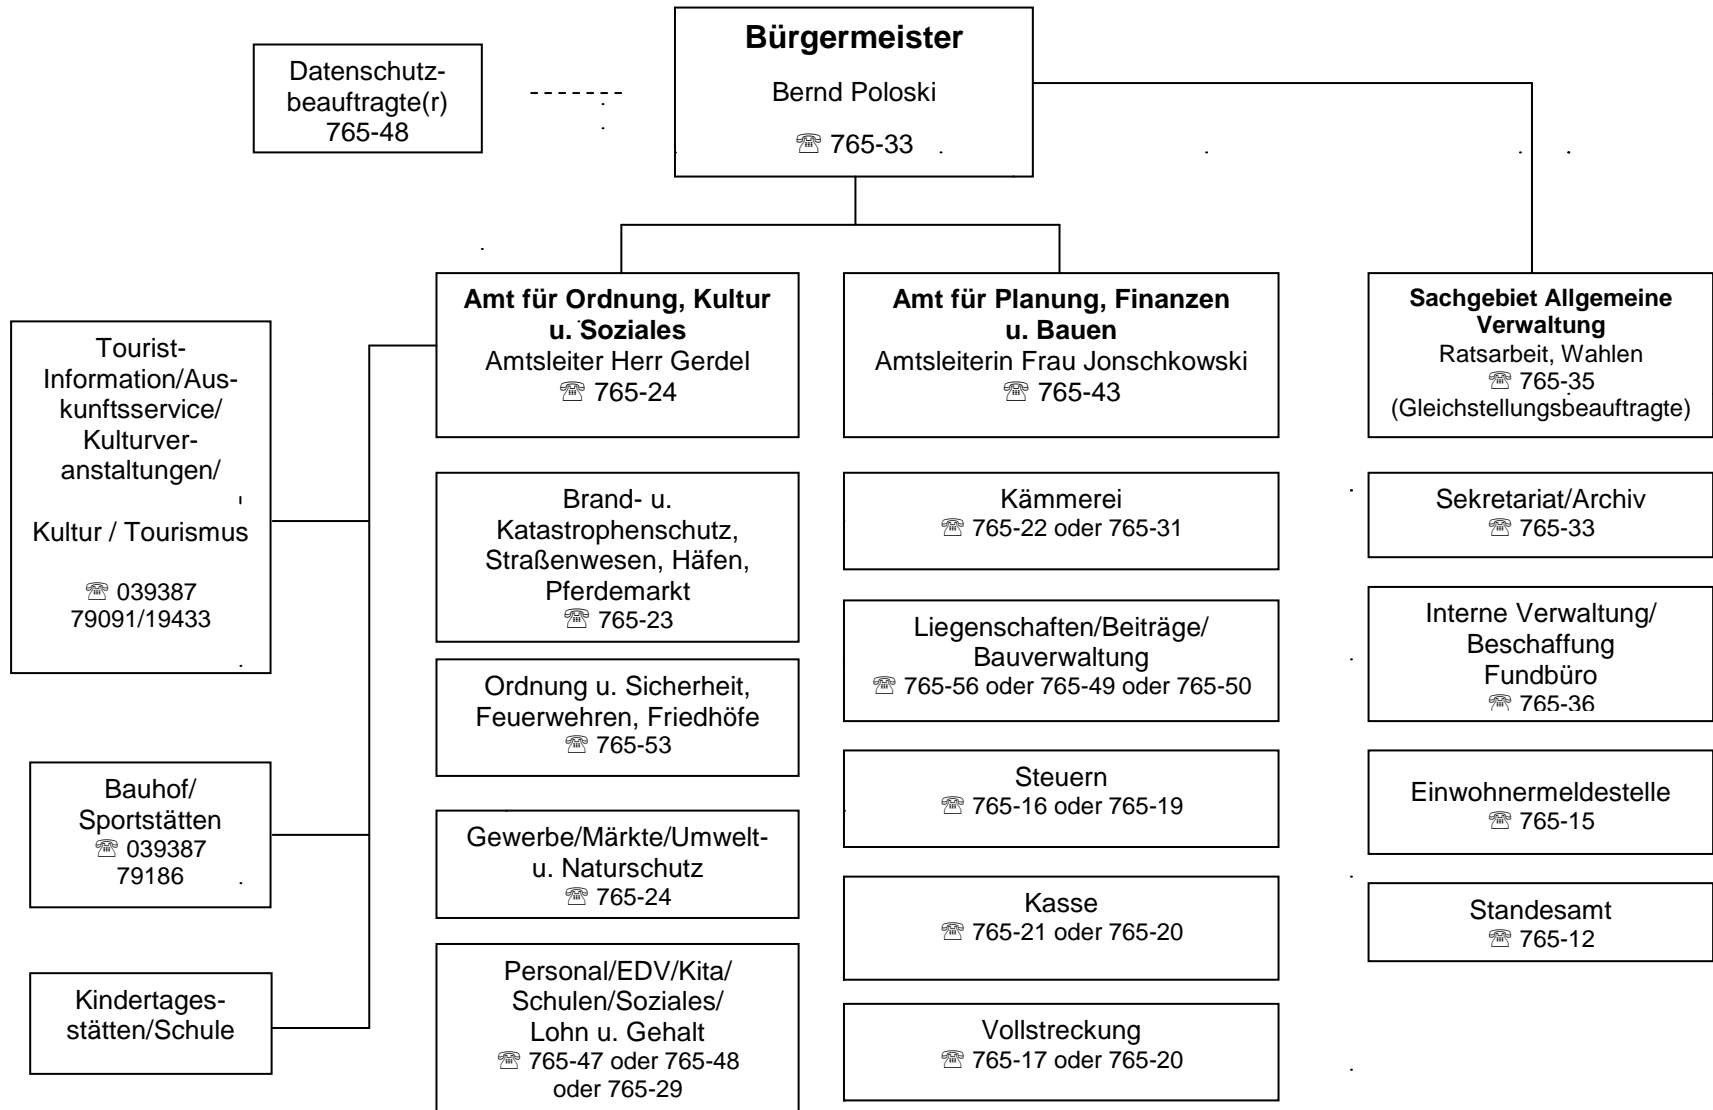 Bürgermeister
Bernd Poloski
☏ 765-33
Datenschutz-
beauftragte(r)
765-48
Amt für Ordnung, Kultur
u. Soziales
Amtsleiter Herr Gerdel
☏ 765-24
Amt für Planung, Finanzen
u. Bauen
Amtsleiterin Frau Jonschkowski
☏ 765-43
Sachgebiet Allgemeine
Verwaltung
Ratsarbeit, Wahlen
☏ 765-35
(Gleichstellungsbeauftragte)
Tourist-
Information/Aus-
kunftsservice/
Kulturver-
anstaltungen/
Kultur / Tourismus
☏ 039387
79091/19433
Bauhof/
Sportstätten
☏ 039387
79186
Kindertages-
stätten/Schule
Brand- u.
Katastrophenschutz,
Straßenwesen, Häfen,
Pferdemarkt
☏ 765-23
Ordnung u. Sicherheit,
Feuerwehren, Friedhöfe
☏ 765-53
Gewerbe/Märkte/Umwelt-
u. Naturschutz
☏ 765-24
Personal/EDV/Kita/
Schulen/Soziales/
Lohn u. Gehalt
☏ 765-47 oder 765-48
oder 765-29
Kämmerei
☏ 765-22 oder 765-31
Liegenschaften/Beiträge/
Bauverwaltung
☏ 765-56 oder 765-49 oder 765-50
Steuern
☏ 765-16 oder 765-19
Kasse
☏ 765-21 oder 765-20
Vollstreckung
☏ 765-17 oder 765-20
Sekretariat/Archiv
☏ 765-33
Interne Verwaltung/
Beschaffung
Fundbüro
☏ 765-36
Einwohnermeldestelle
☏ 765-15
Standesamt
☏ 765-12